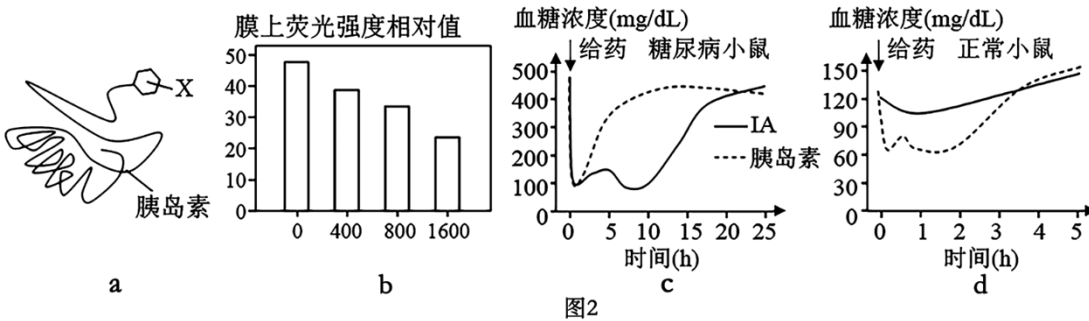 X
胰岛素
a
膜上荧光强度相对值
50
40
30
20
10
0
0 400 800 1600
b
血糖浓度(mg/dL)
给药 糖尿病小鼠
500
400
300
200
100
0
0 5 10 15 20 25
时间(h)
IA
胰岛素
c
血糖浓度(mg/dL)
给药 正常小鼠
150
120
90
60
30
0 1 2 3 4 5
时间(h)
d
图2